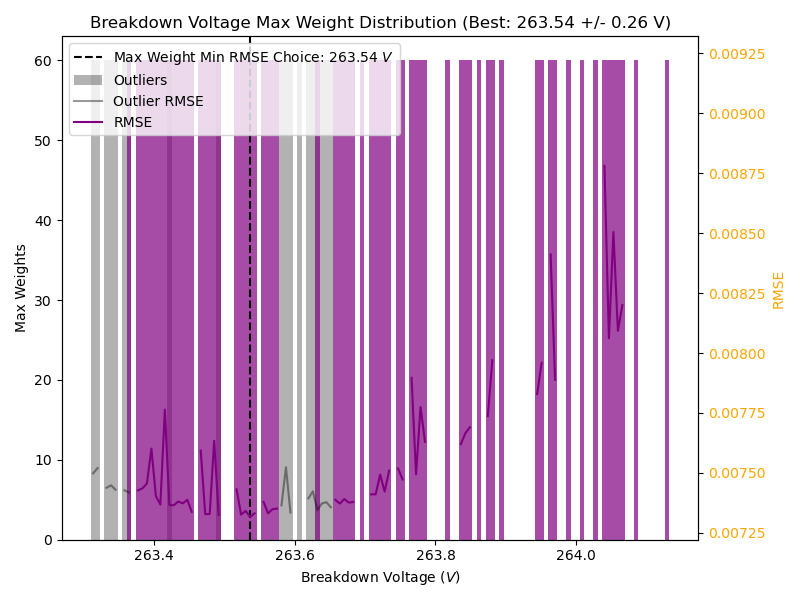 Breakdown Voltage Max Weight Distribution (Best: 263.54 +/- 0.26 V)
Max Weight Min RMSE Choice: 263.54 V
Outliers
Outlier RMSE
RMSE
60
50
40
30
20
10
0
Max Weights
0.00925
0.00900
0.00875
0.00850
0.00825
0.00800
0.00775
0.00750
0.00725
RMSE
263.4 263.6 263.8 264.0
Breakdown Voltage (V)